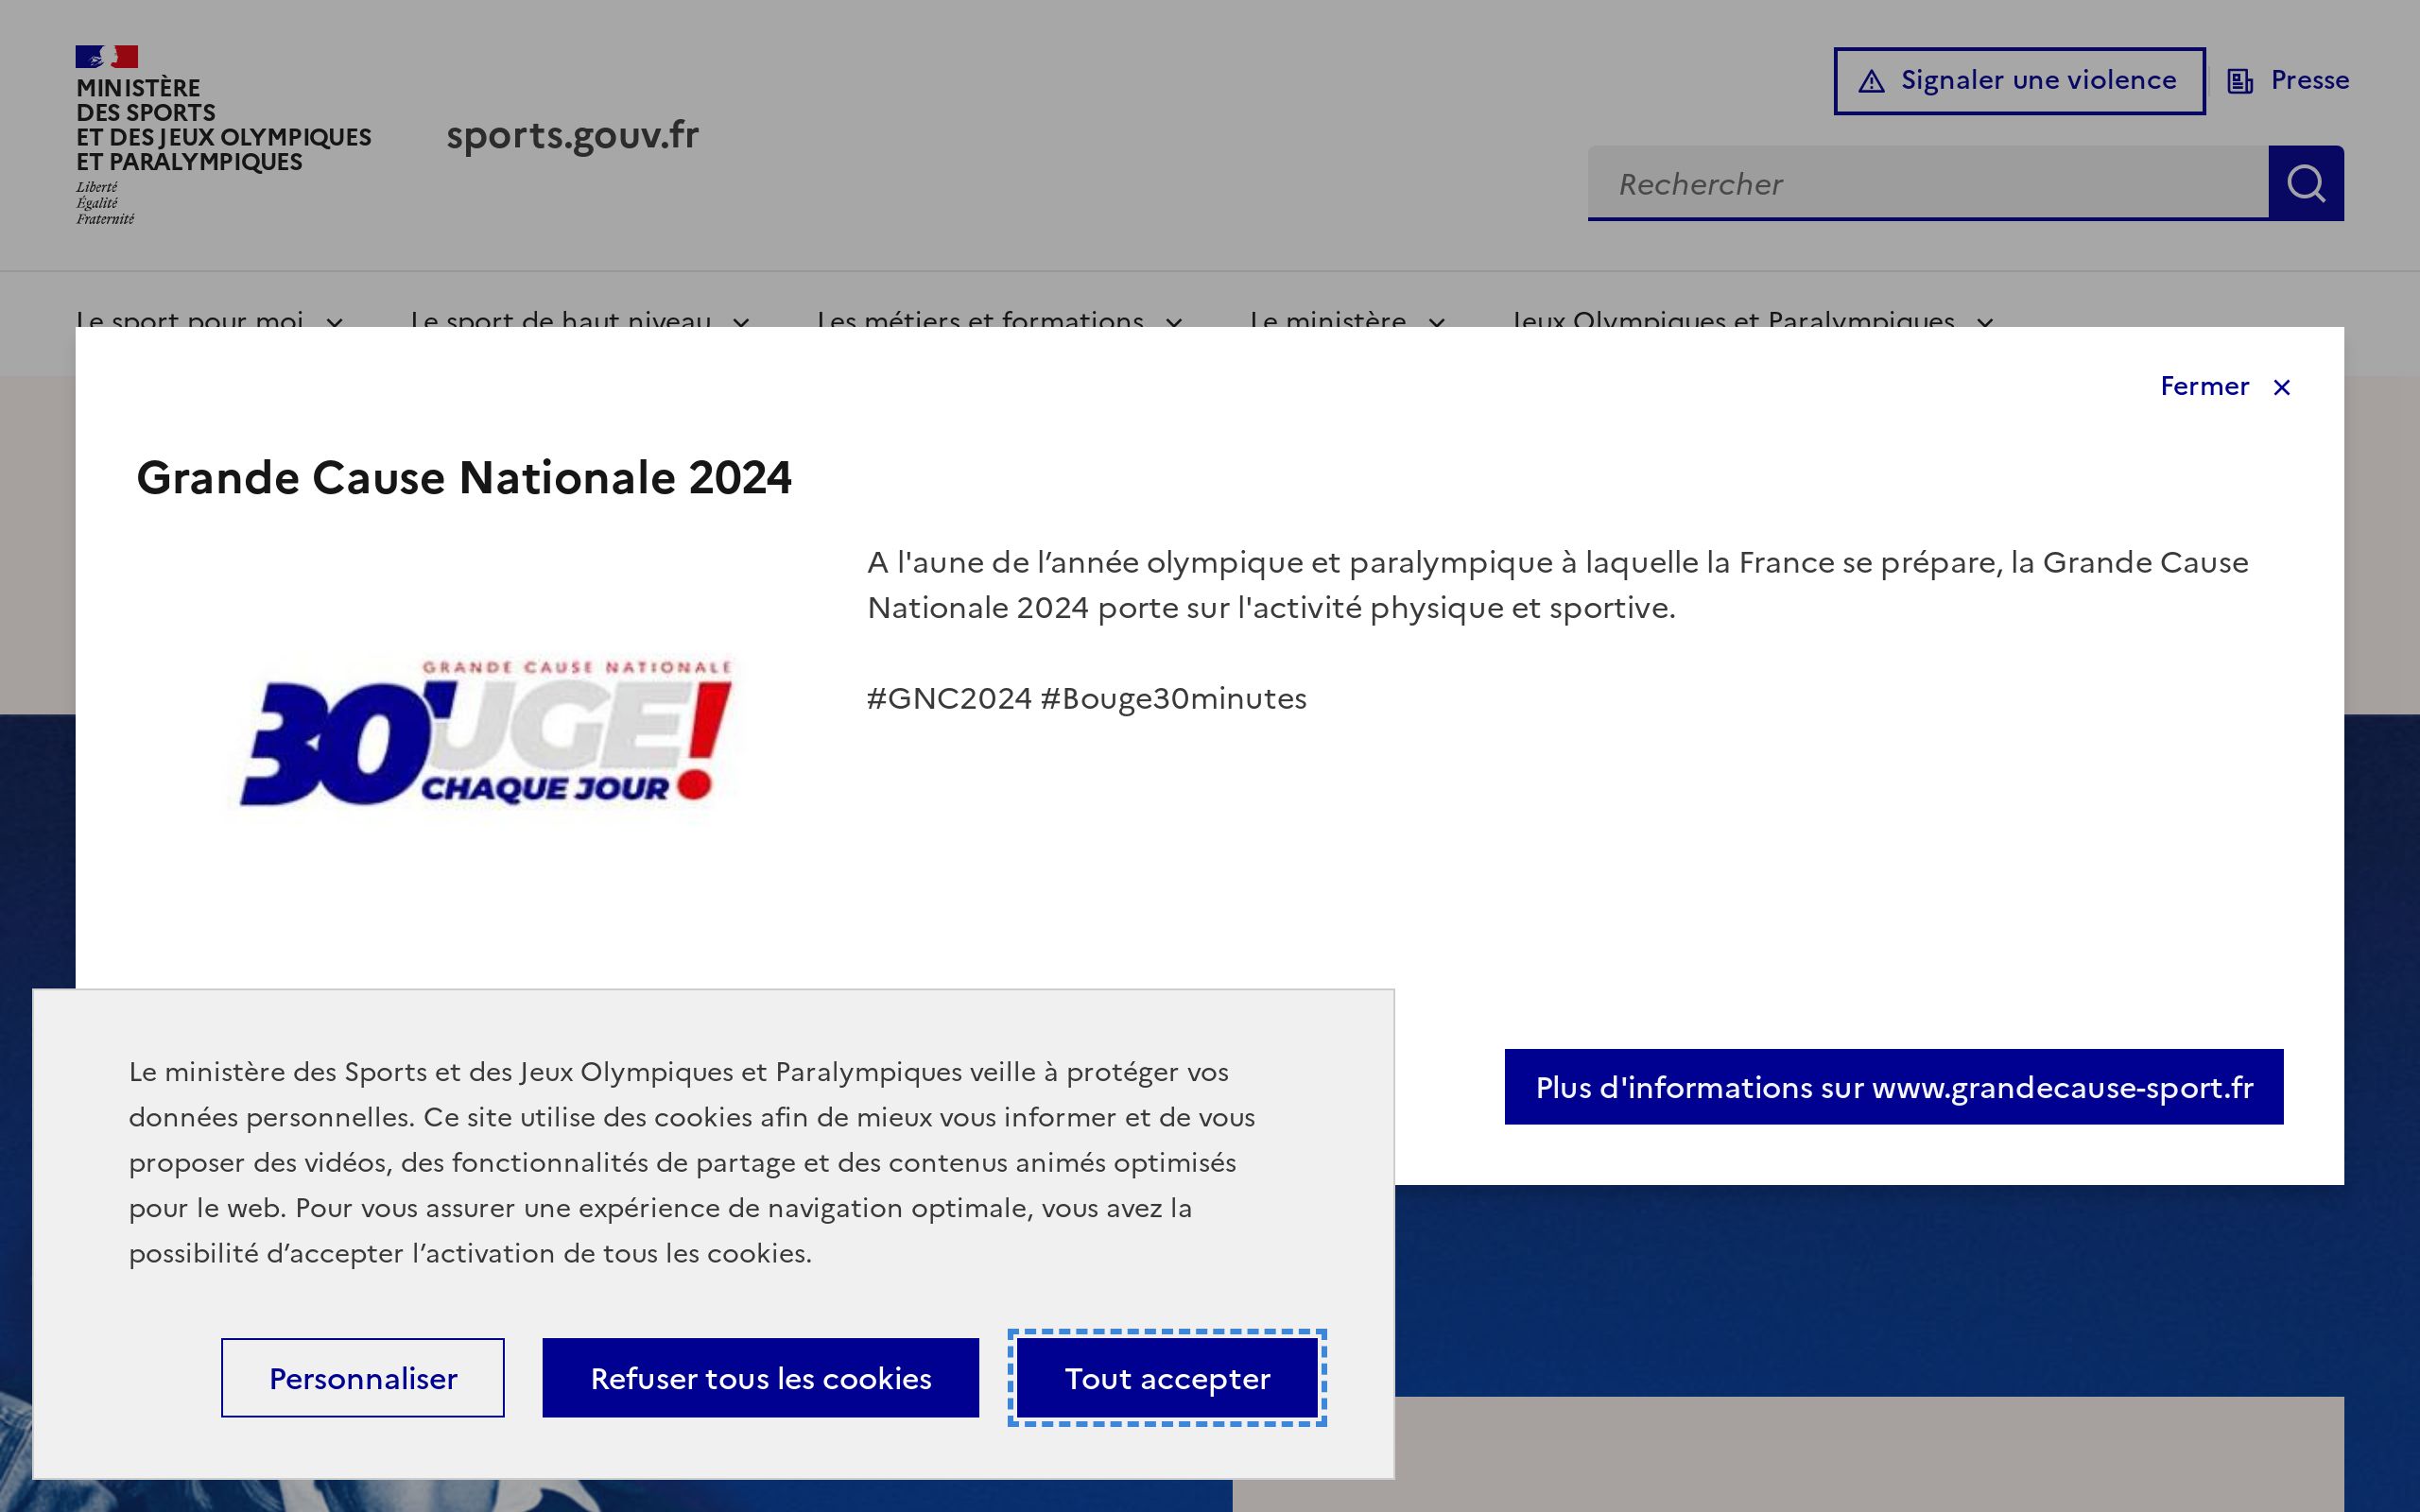 MINISTÈRE
DES SPORTS
ET DES JEUX OLYMPIQUES
ET PARALYMPIQUES
Liberté
Égalité
Fraternité
sports.gouv.fr
Signaler une violence
Presse
Rechercher
Le sport pour moi
Le sport de haut niveau
Les métiers et formations
Le ministère
Jeux Olympiques et Paralympiques
Fermer
Grande Cause Nationale 2024
A l'aune de l’année olympique et paralympique à laquelle la France se prépare, la Grande Cause
Nationale 2024 porte sur l'activité physique et sportive.
#GNC2024 #Bouge30minutes
GRANDE CAUSE NATIONALE
30'UGE!
CHAQUE JOUR
Plus d'informations sur www.grandecause-sport.fr
Le ministère des Sports et des Jeux Olympiques et Paralympiques veille à protéger vos
données personnelles. Ce site utilise des cookies afin de mieux vous informer et de vous
proposer des vidéos, des fonctionnalités de partage et des contenus animés optimisés
pour le web. Pour vous assurer une expérience de navigation optimale, vous avez la
possibilité d’accepter l’activation de tous les cookies.
Personnaliser
Refuser tous les cookies
Tout accepter